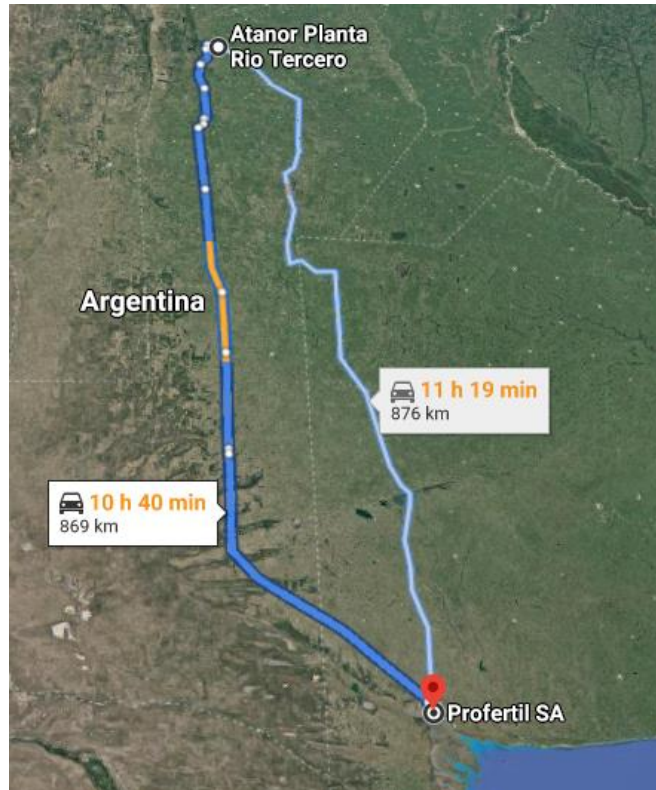 Atanor Planta
Rio Tercero
Argentina
11 h 19 min
876 km
10 h 40 min
869 km
Profertil SA